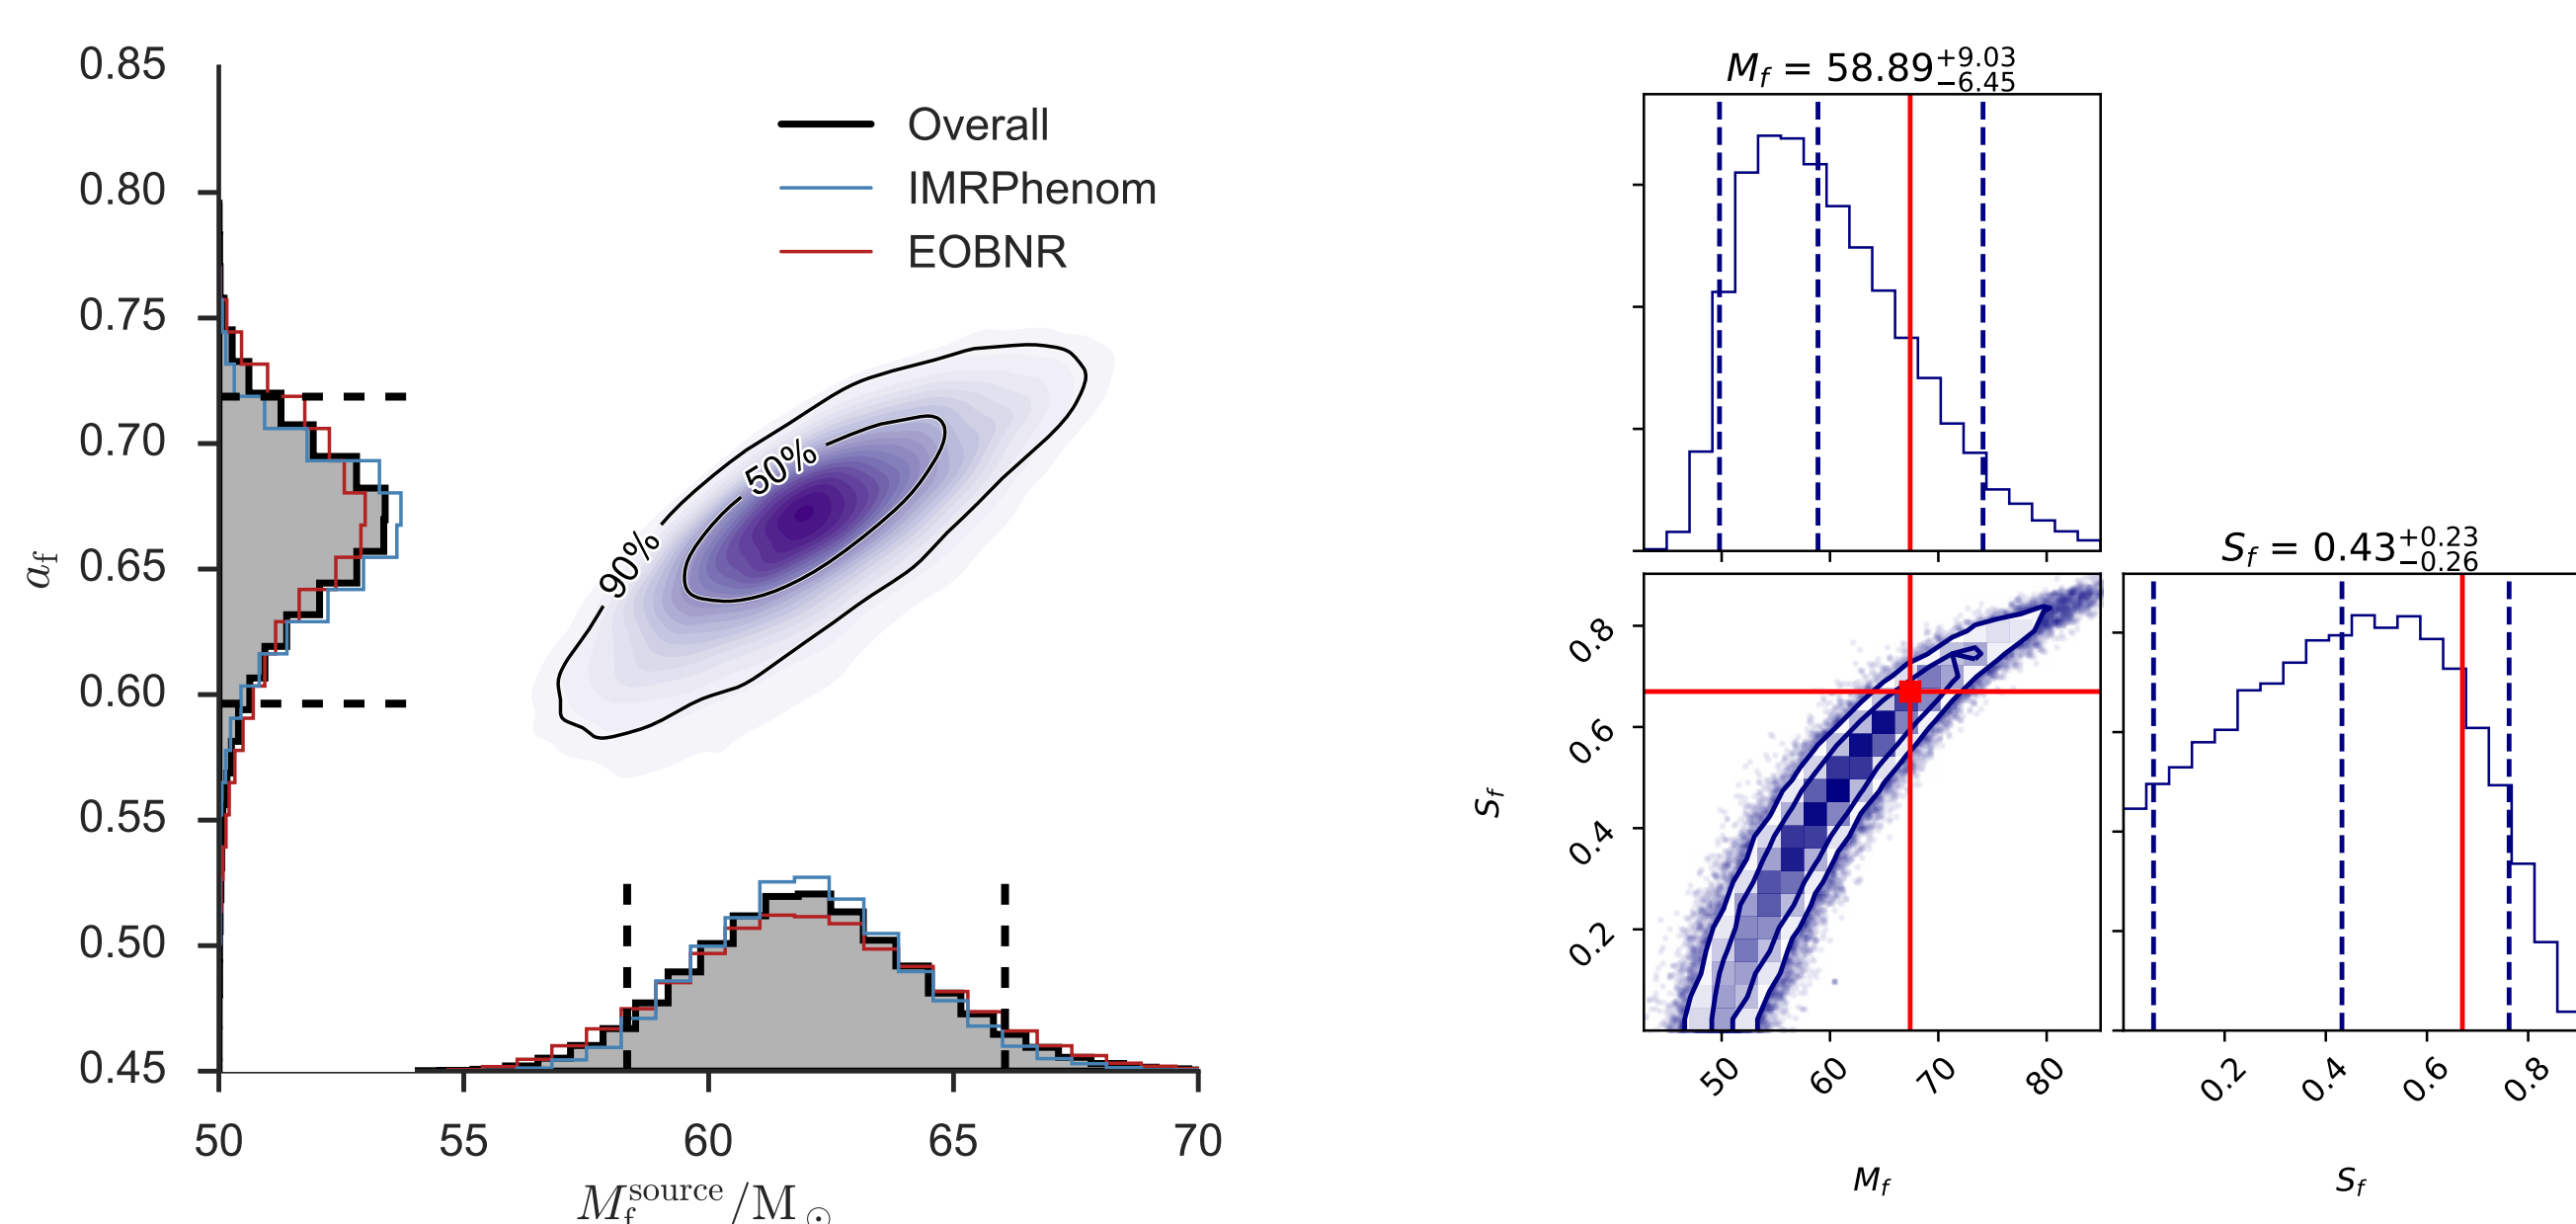 0.85
0.80
0.75
0.70
0.65
0.60
0.55
0.50
0.45
a_f
Overall
IMRPhenom
EOBNR
50%
90%
50 55 60 65 70
M_f^source /M_⊙
M_f = 58.89^{+9.03}_{−6.45}
S_f = 0.43^{+0.23}_{−0.26}
0.8
0.6
0.4
0.2
S_f
50 60 70 80
M_f
0.2 0.4 0.6 0.8
S_f